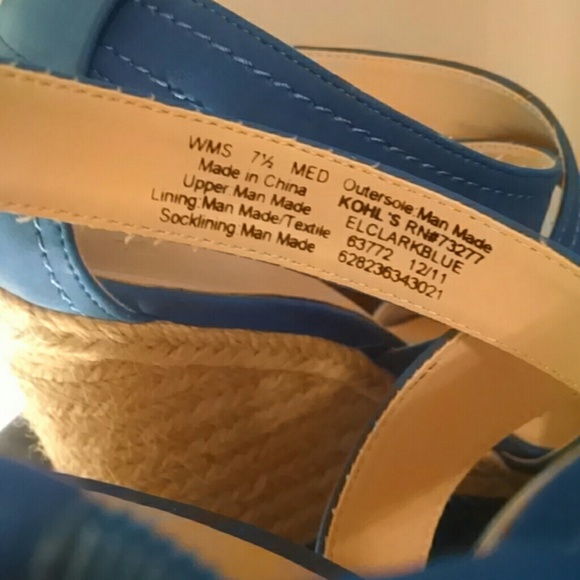 WMS 7½ MED
Made in China
Upper:Man Made
Lining:Man Made/Textile
Socklining:Man Made
Outersole:Man Made
KOHL'S RN#73277
ELCLARKBLUE
63772 12/11
628236343021